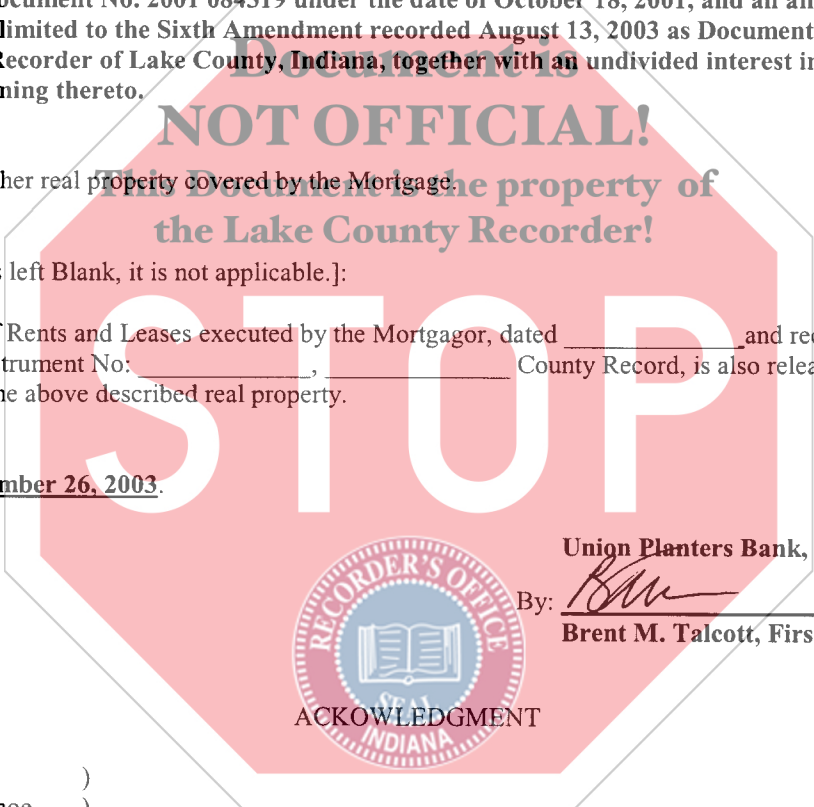 ocument No. 2001 084319 under the date of October 18, 2001, and an
limited to the Sixth Amendment recorded August 13, 2003 as Document
Recorder of Lake County, Indiana, together with an undivided interest in
ning thereto.
Document is
NOT OFFICIAL!
This Document is the property of
the Lake County Recorder!
her real property covered by the Mortgage.
s left Blank, it is not applicable.]:
f Rents and Leases executed by the Mortgagor, dated ________________and rec
trument No:________________, ________________ County Record, is also relea
he above described real property.
STOP
mber 26, 2003.
Union Planters Bank,
By:
Brent M. Talcott, Firs
RECORDER'S OFFICE
SEAL
INDIANA
ACKOWLEDGMENT
)
)